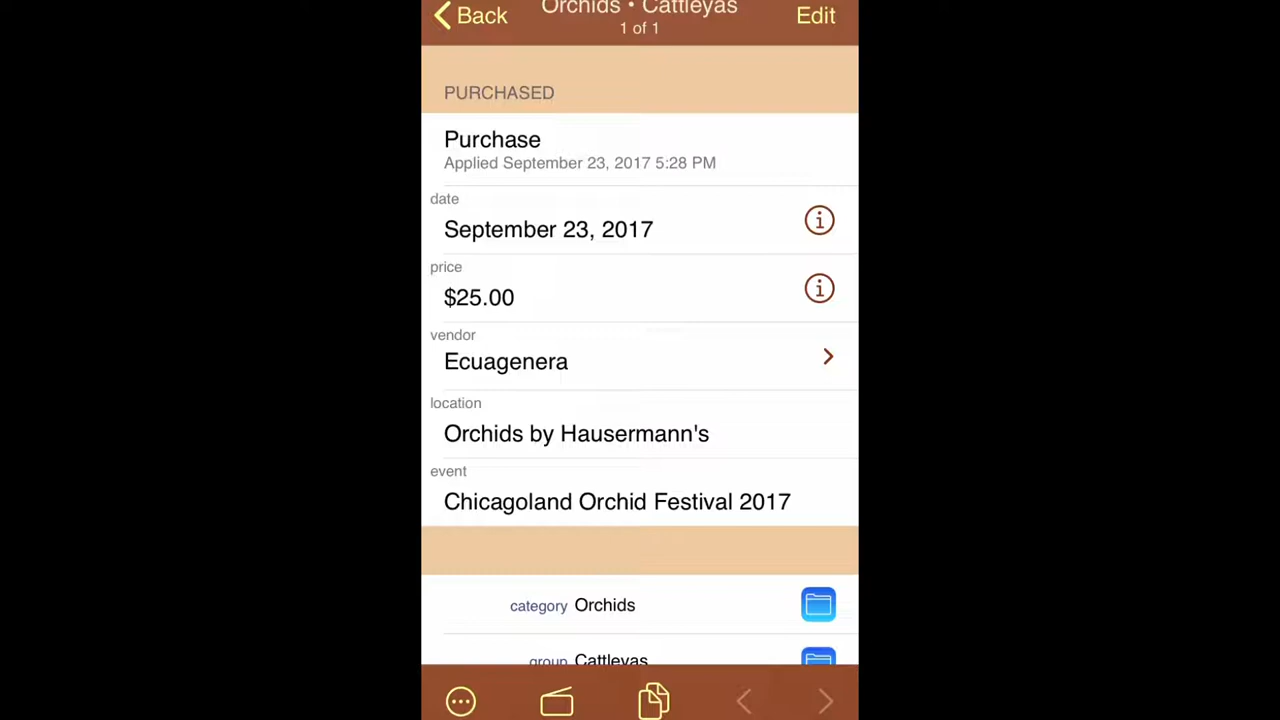 Back
Orchids • Cattleyas
Edit
1 of 1
PURCHASED
Purchase
Applied September 23, 2017 5:28 PM
date
September 23, 2017
price
$25.00
vendor
Ecuagenera
location
Orchids by Hausermann's
event
Chicagoland Orchid Festival 2017
category Orchids
group Cattleyas